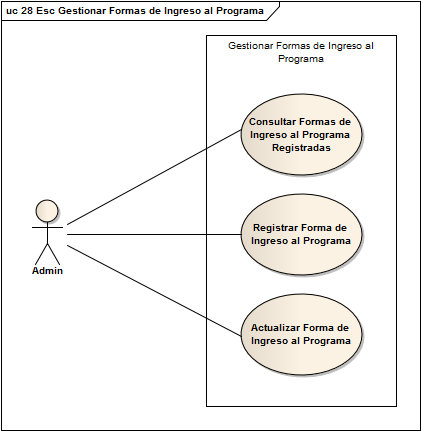 uc 28 Esc Gestionar Formas de Ingreso al Programa
Gestionar Formas de Ingreso al
Programa
Consultar Formas de
Ingreso al Programa
Registradas
Registrar Forma de
Ingreso al Programa
Admin
Actualizar Forma de
Ingreso al Programa